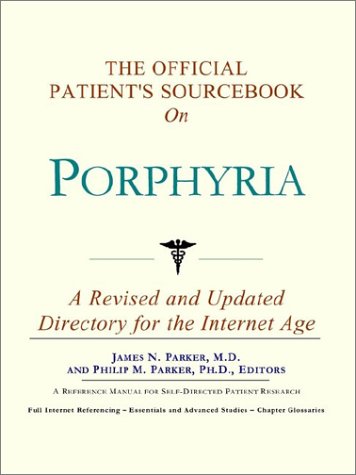 THE OFFICIAL
PATIENT'S SOURCEBOOK
On
PORPHYRIA
A Revised and Updated
Directory for the Internet Age
JAMES N. PARKER, M.D.
AND PHILIP M. PARKER, PH.D., EDITORS
A REFERENCE MANUAL FOR SELF-DIRECTED PATIENT RESEARCH
Full Internet Referencing – Essentials and Advanced Studies – Chapter Glossaries